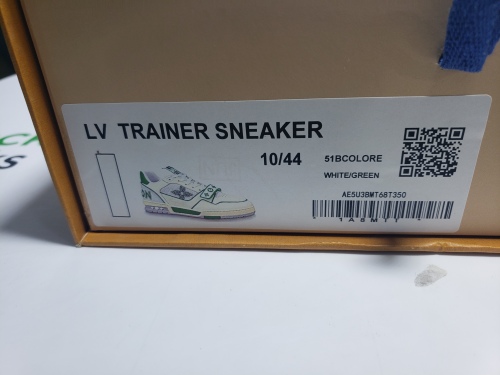 LV TRAINER SNEAKER
10/44
51BCOLORE
WHITE/GREEN
AE5U3BMT68T350